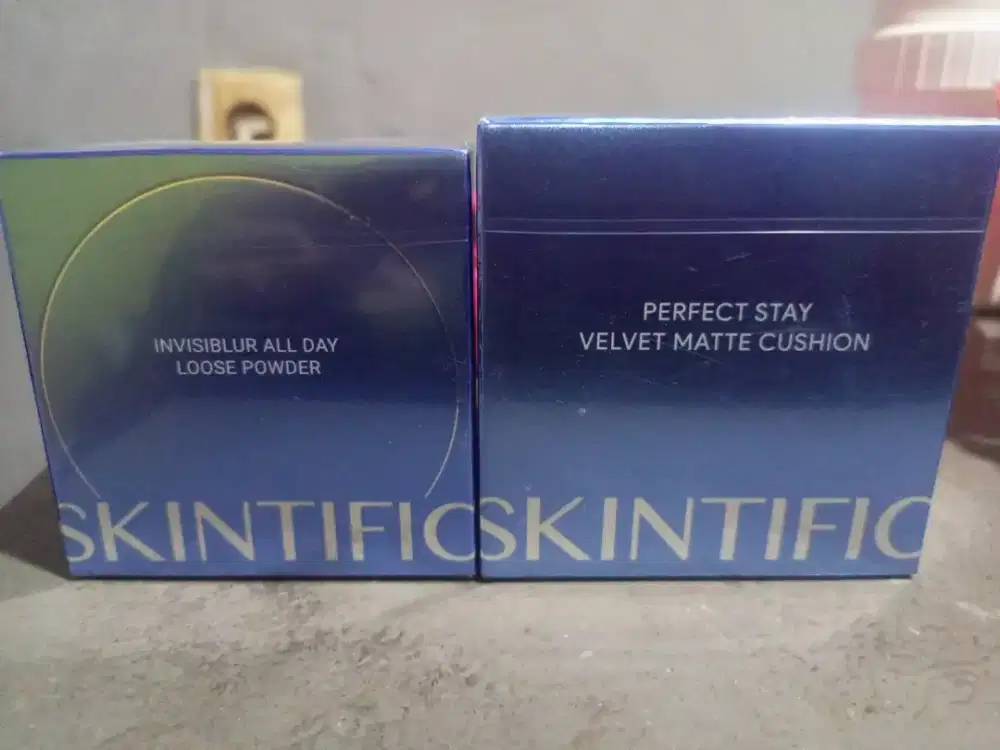 INVISIBLUR ALL DAY
LOOSE POWDER
SKINTIFIC
PERFECT STAY
VELVET MATTE CUSHION
SKINTIFIC